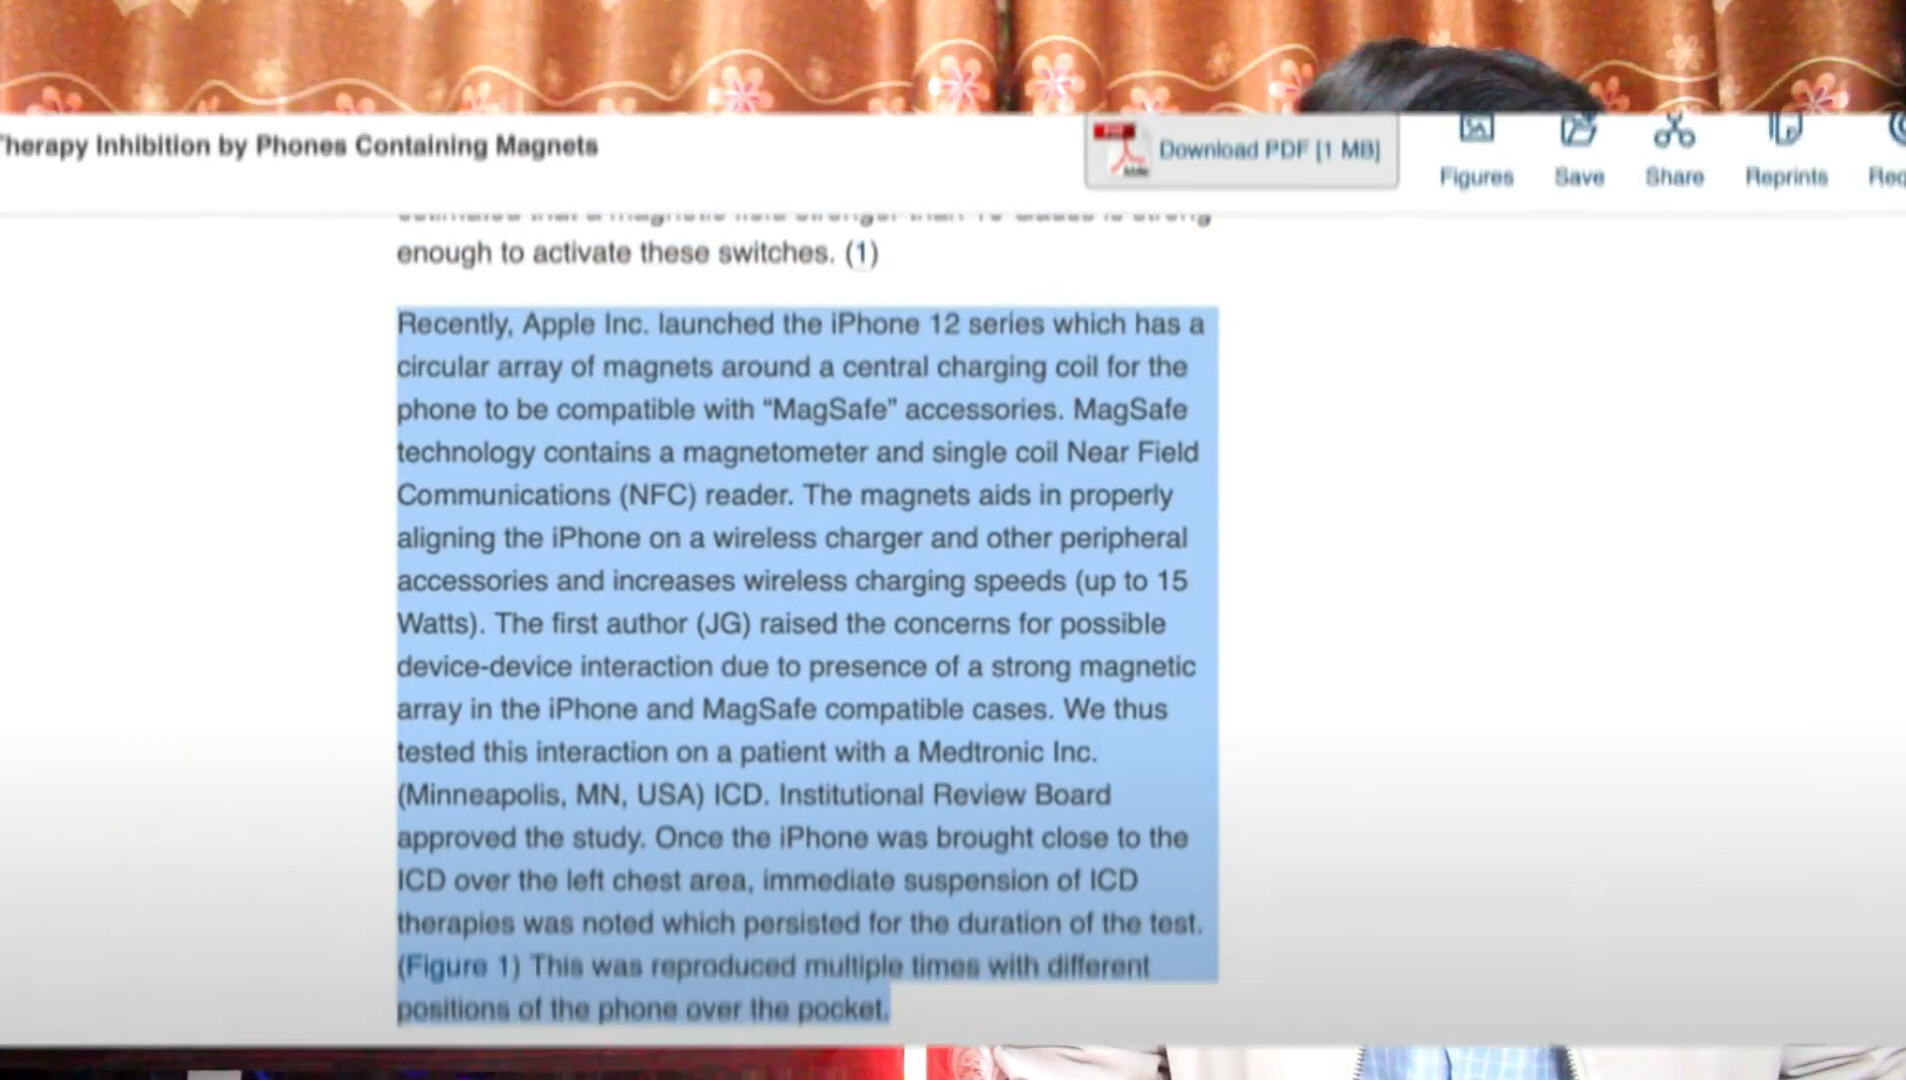 Therapy Inhibition by Phones Containing Magnets
Download PDF [1 MB]
Figures
Save
Share
Reprints
enough to activate these switches. (1)
Recently, Apple Inc. launched the iPhone 12 series which has a
circular array of magnets around a central charging coil for the
phone to be compatible with “MagSafe” accessories. MagSafe
technology contains a magnetometer and single coil Near Field
Communications (NFC) reader. The magnets aids in properly
aligning the iPhone on a wireless charger and other peripheral
accessories and increases wireless charging speeds (up to 15
Watts). The first author (JG) raised the concerns for possible
device-device interaction due to presence of a strong magnetic
array in the iPhone and MagSafe compatible cases. We thus
tested this interaction on a patient with a Medtronic Inc.
(Minneapolis, MN, USA) ICD. Institutional Review Board
approved the study. Once the iPhone was brought close to the
ICD over the left chest area, immediate suspension of ICD
therapies was noted which persisted for the duration of the test.
(Figure 1) This was reproduced multiple times with different
positions of the phone over the pocket.